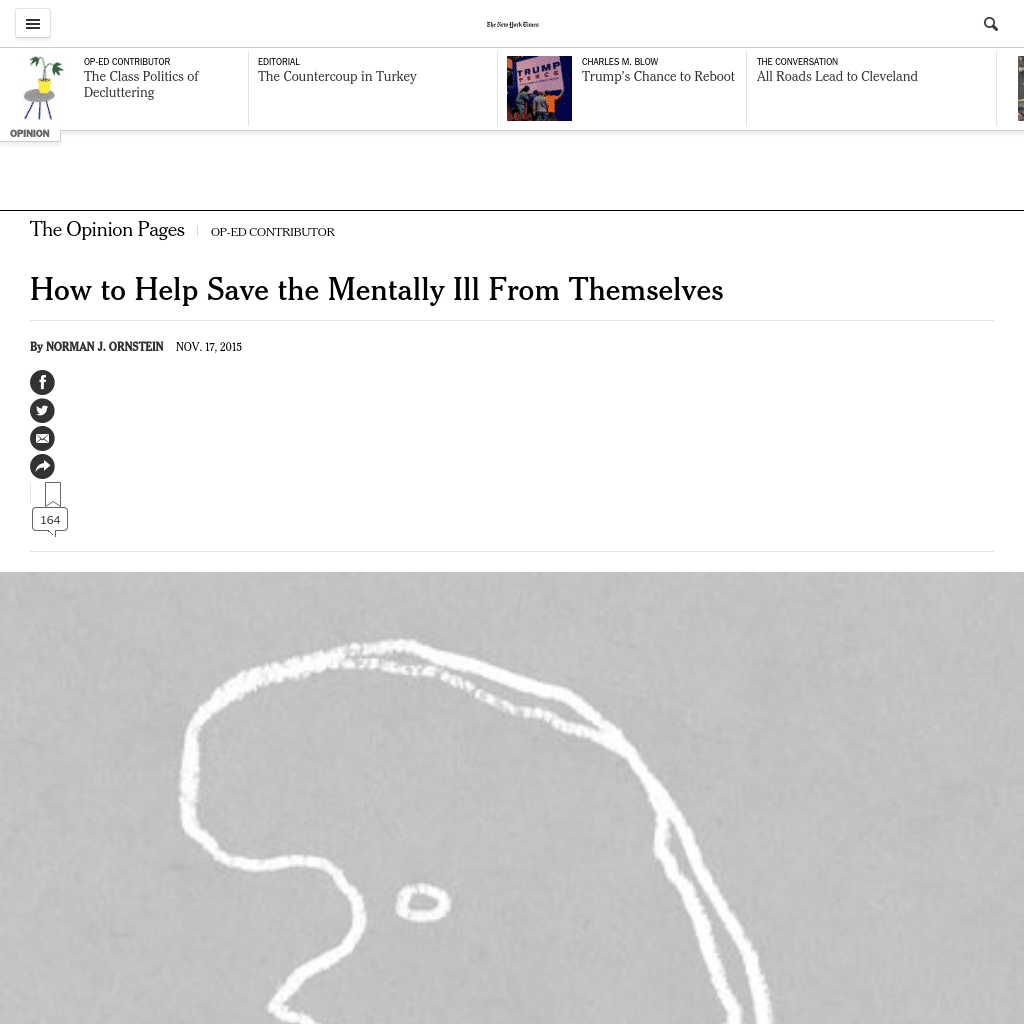 The New York Times
OP-ED CONTRIBUTOR
The Class Politics of
Decluttering
EDITORIAL
The Countercoup in Turkey
TRUMP
CHARLES M. BLOW
Trump's Chance to Reboot
THE CONVERSATION
All Roads Lead to Cleveland
OPINION
The Opinion Pages
OP-ED CONTRIBUTOR
How to Help Save the Mentally Ill From Themselves
By NORMAN J. ORNSTEIN NOV. 17, 2015
164